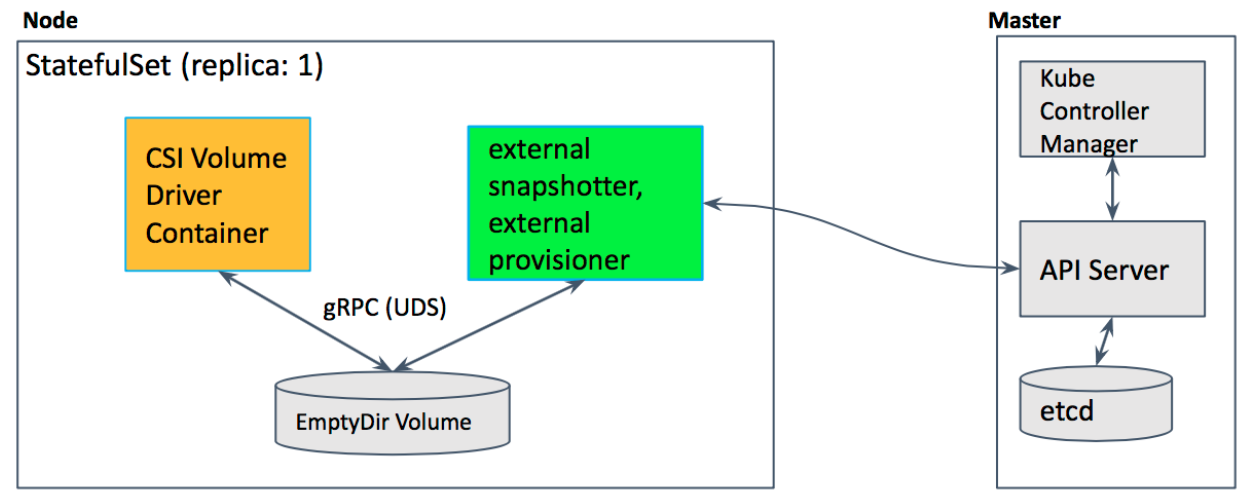 Node
StatefulSet (replica: 1)
CSI Volume
Driver
Container
external
snapshotter,
external
provisioner
gRPC (UDS)
EmptyDir Volume
Master
Kube
Controller
Manager
API Server
etcd